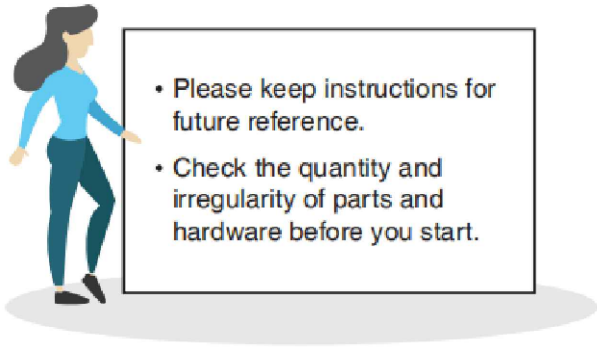 • Please keep instructions for
future reference.
• Check the quantity and
irregularity of parts and
hardware before you start.